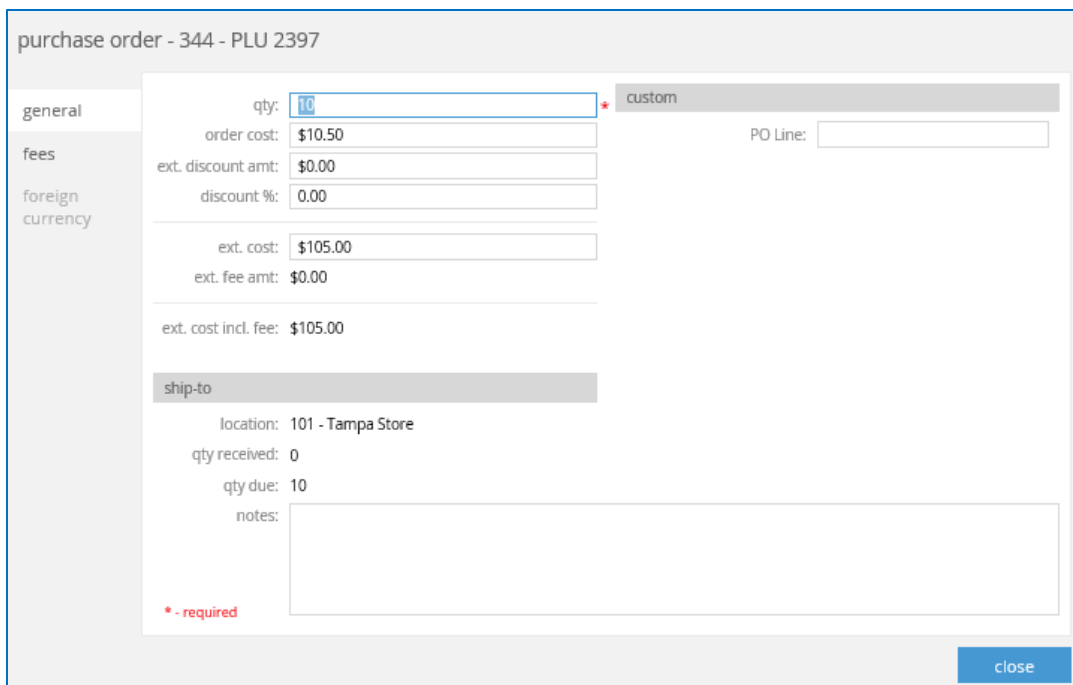 purchase order - 344 - PLU 2397
general
fees
foreign
currency
qty: 10 *
order cost: $10.50
ext. discount amt: $0.00
discount %: 0.00
ext. cost: $105.00
ext. fee amt: $0.00
ext. cost incl. fee: $105.00
custom
PO Line:
ship-to
location: 101 - Tampa Store
qty received: 0
qty due: 10
notes:
* - required
close